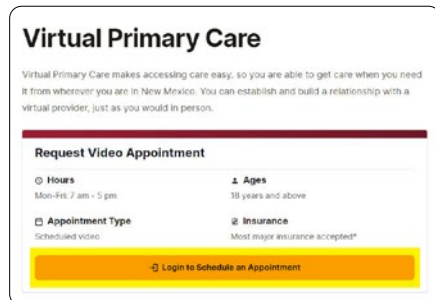 Virtual Primary Care
Virtual Primary Care makes accessing care easy, so you are able to get care when you need
it from wherever you are in New Mexico. You can establish and build a relationship with a
virtual provider, just as you would in person.
Request Video Appointment
Hours
Mon-Fri: 7 am - 5 pm
Ages
18 years and above
Appointment Type
Scheduled video
Insurance
Most major insurance accepted*
Login to Schedule an Appointment